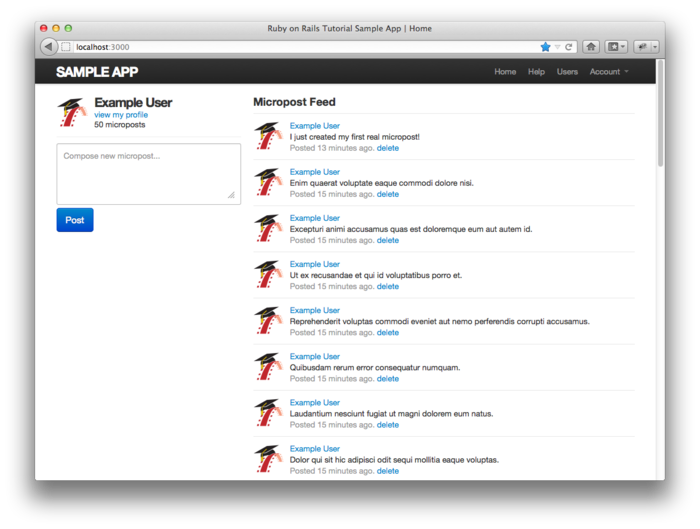 Ruby on Rails Tutorial Sample App | Home
localhost:3000
SAMPLE APP
Home Help Users Account
Example User
view my profile
50 microposts
Compose new micropost...
Post
Micropost Feed
Example User
I just created my first real micropost!
Posted 13 minutes ago. delete
Example User
Enim quaerat voluptate eaque commodi dolore nisi.
Posted 15 minutes ago. delete
Example User
Excepturi animi accusamus quas est doloremque eum aut autem id.
Posted 15 minutes ago. delete
Example User
Ut ex recusandae et qui id voluptatibus porro et.
Posted 15 minutes ago. delete
Example User
Reprehenderit voluptas commodi eveniet aut nemo perferendis corrupti accusamus.
Posted 15 minutes ago. delete
Example User
Quibusdam rerum error consequatur numquam.
Posted 15 minutes ago. delete
Example User
Laudantium nesciunt fugiat ut magni dolorem eum natus.
Posted 15 minutes ago. delete
Example User
Dolor qui sit hic adipisci odit sequi mollitia eaque voluptas.
Posted 15 minutes ago. delete